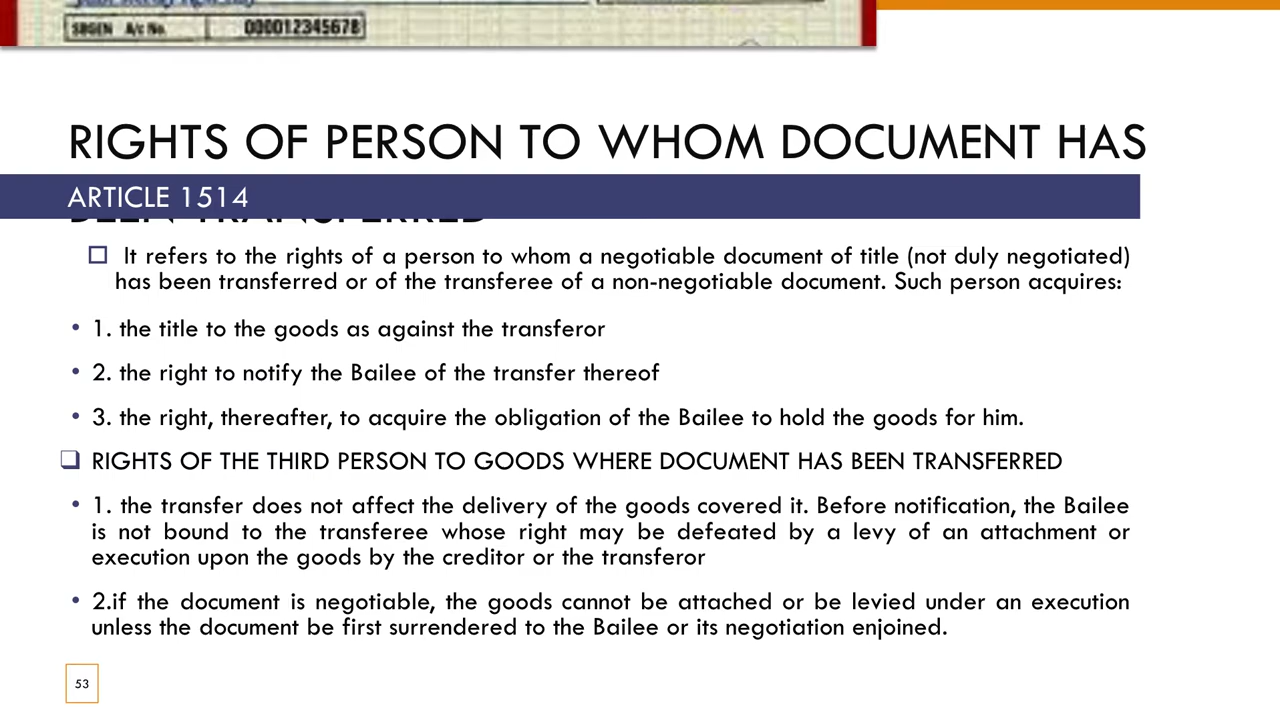 SBGEN A/c No. 000012345678
RIGHTS OF PERSON TO WHOM DOCUMENT HAS
ARTICLE 1514
BEEN TRANSFERRED
☐ It refers to the rights of a person to whom a negotiable document of title (not duly negotiated)
has been transferred or of the transferee of a non-negotiable document. Such person acquires:
• 1. the title to the goods as against the transferor
• 2. the right to notify the Bailee of the transfer thereof
• 3. the right, thereafter, to acquire the obligation of the Bailee to hold the goods for him.
❑ RIGHTS OF THE THIRD PERSON TO GOODS WHERE DOCUMENT HAS BEEN TRANSFERRED
• 1. the transfer does not affect the delivery of the goods covered it. Before notification, the Bailee
is not bound to the transferee whose right may be defeated by a levy of an attachment or
execution upon the goods by the creditor or the transferor
• 2.if the document is negotiable, the goods cannot be attached or be levied under an execution
unless the document be first surrendered to the Bailee or its negotiation enjoined.
53